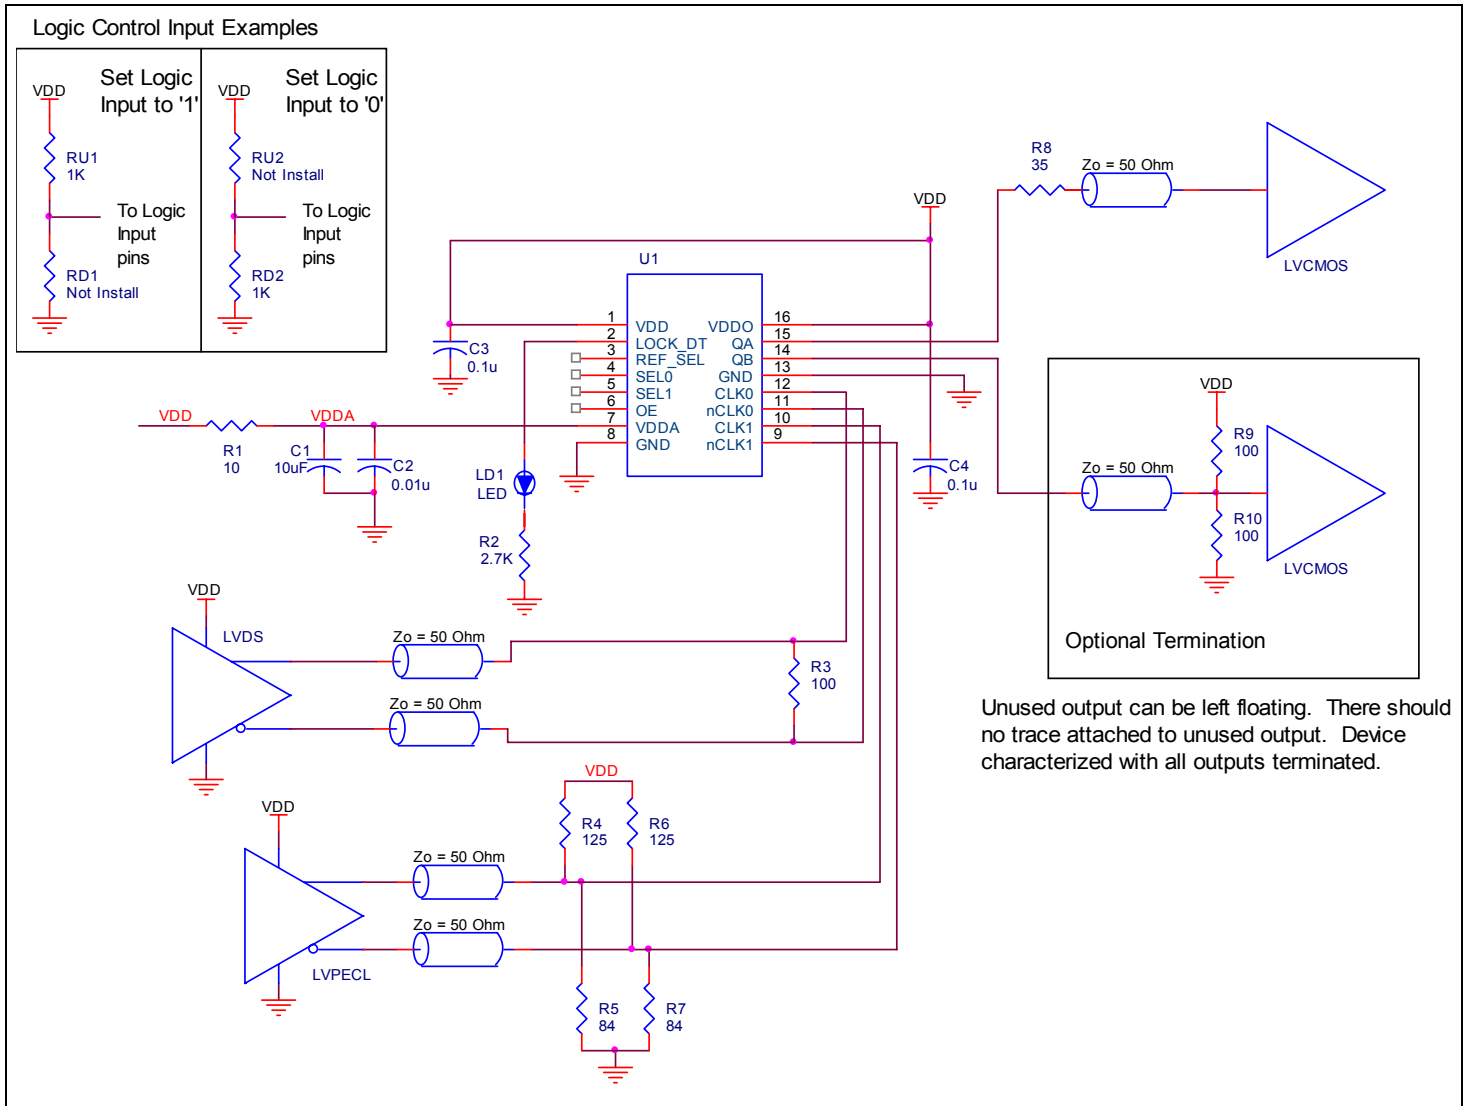 Logic Control Input Examples
VDD
Set Logic
Input to '1'
RU1
1K
To Logic
Input
pins
RD1
Not Install
VDD
Set Logic
Input to '0'
RU2
Not Install
To Logic
Input
pins
RD2
1K
VDD
R8
35
Zo = 50 Ohm
LVCMOS
U1
1
2
3
4
5
6
7
8
VDD
LOCK_DT
REF_SEL
SEL0
SEL1
OE
VDDA
GND
VDDO
QA
QB
GND
CLK0
nCLK0
CLK1
nCLK1
16
15
14
13
12
11
10
9
C3
0.1u
VDD
R1
10
VDDA
C1
10uF
C2
0.01u
LD1
LED
R2
2.7K
C4
0.1u
VDD
R9
100
Zo = 50 Ohm
R10
100
LVCMOS
Optional Termination
Unused output can be left floating. There should
no trace attached to unused output. Device
characterized with all outputs terminated.
VDD
LVDS
Zo = 50 Ohm
Zo = 50 Ohm
R3
100
VDD
VDD
R4
125
R6
125
Zo = 50 Ohm
Zo = 50 Ohm
LVPECL
R5
84
R7
84